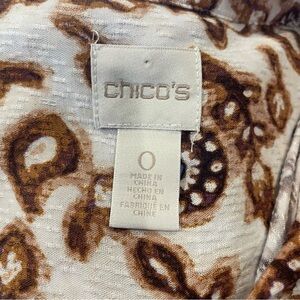 chico's
0
MADE IN
CHINA
HECHO EN
CHINA
FABRIQUÉ EN
CHINE